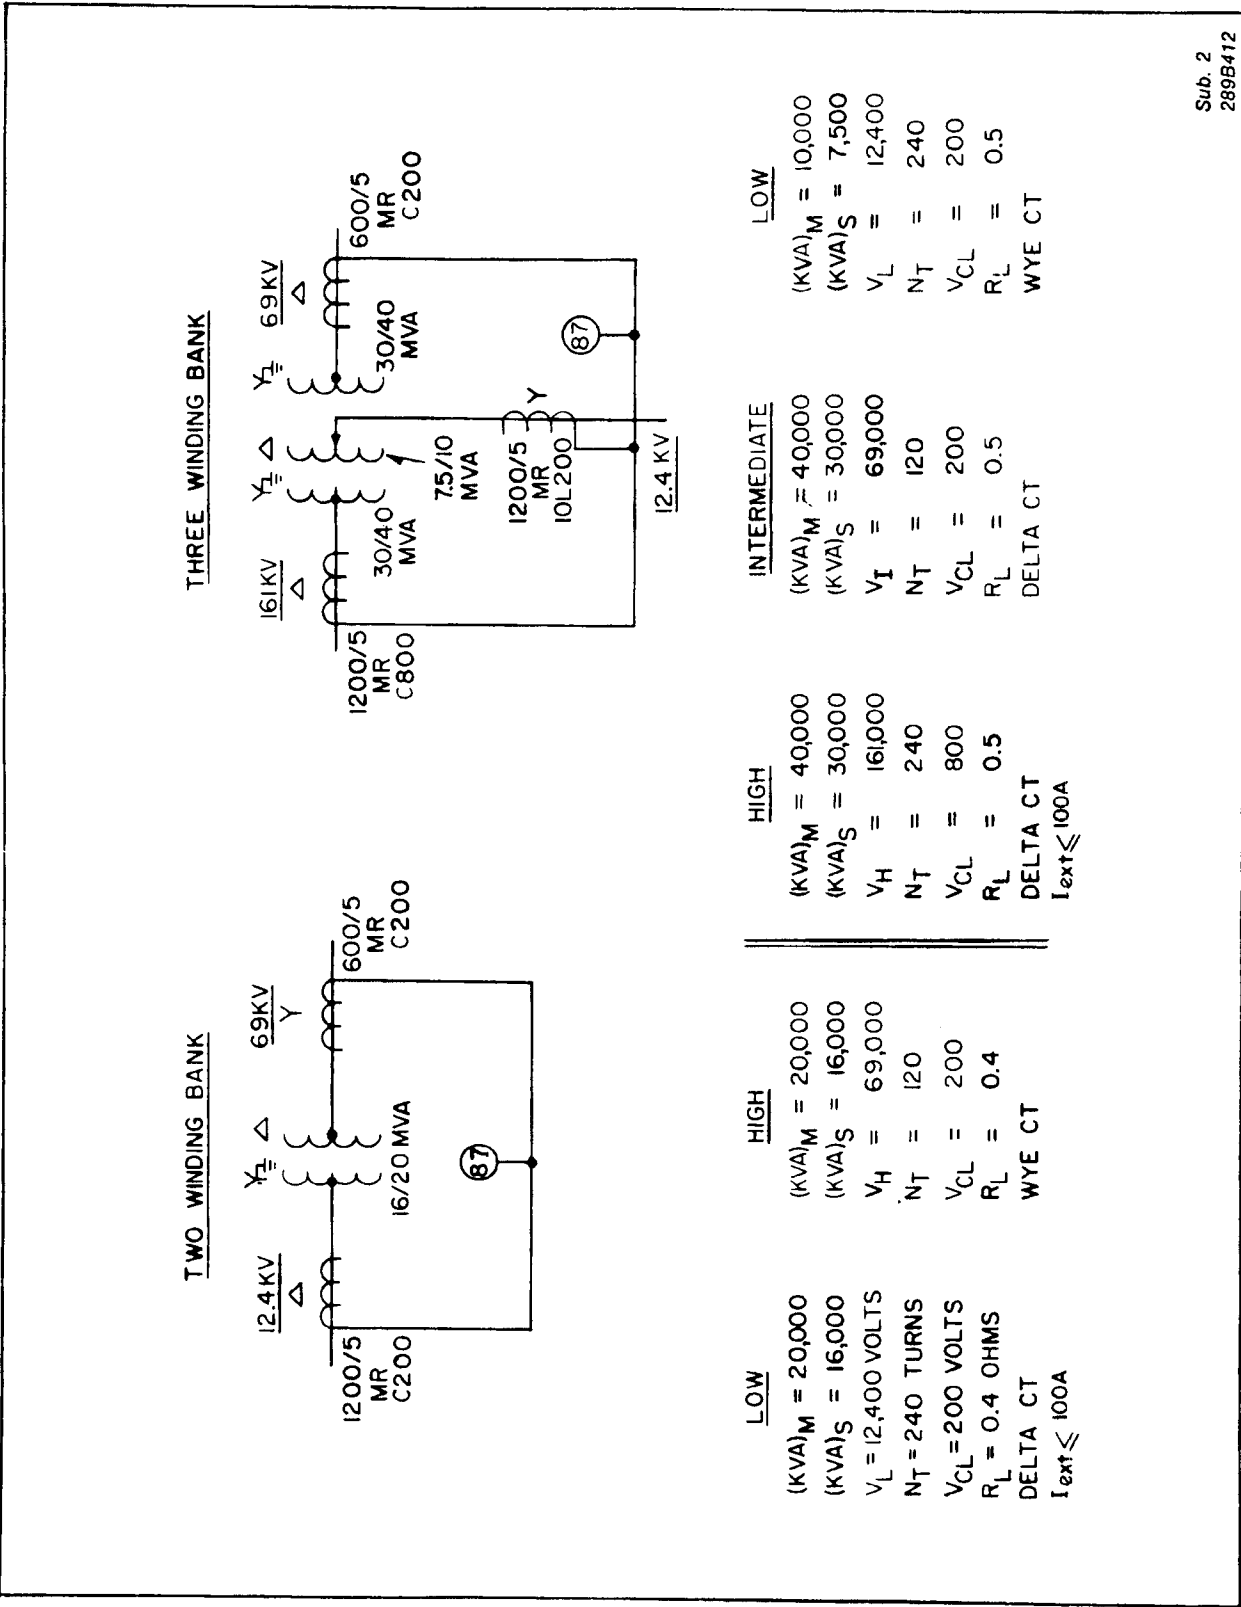 TWO WINDING BANK
12.4KV
Δ
Y
Δ
69KV
Y
1200/5
MR
C200
16/20 MVA
600/5
MR
C200
87
THREE WINDING BANK
161KV
Δ
Y
Δ
Y
69KV
Δ
1200/5
MR
C800
30/40
MVA
7.5/10
MVA
30/40
MVA
600/5
MR
C200
1200/5
MR
10L200
Y
87
12.4 KV
LOW
(KVA)M = 20,000
(KVA)S = 16,000
VL = 12,400 VOLTS
NT = 240 TURNS
VCL = 200 VOLTS
RL = 0.4 OHMS
DELTA CT
Iext ≤ 100A
HIGH
(KVA)M = 20,000
(KVA)S = 16,000
VH = 69,000
NT = 120
VCL = 200
RL = 0.4
WYE CT
HIGH
(KVA)M = 40,000
(KVA)S = 30,000
VH = 161,000
NT = 240
VCL = 800
RL = 0.5
DELTA CT
Iext ≤ 100A
INTERMEDIATE
(KVA)M = 40,000
(KVA)S = 30,000
VI = 69,000
NT = 120
VCL = 200
RL = 0.5
DELTA CT
LOW
(KVA)M = 10,000
(KVA)S = 7,500
VL = 12,400
NT = 240
VCL = 200
RL = 0.5
WYE CT
Sub. 2
289B412